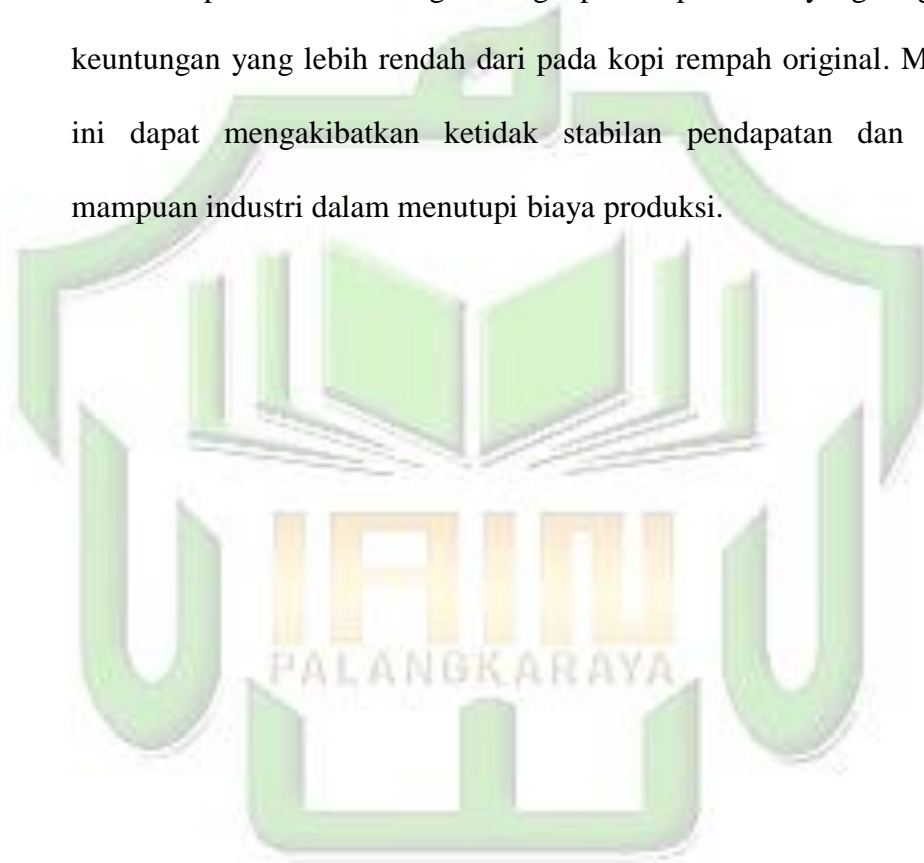 keuntungan yang lebih rendah dari pada kopi rempah original.
ini dapat mengakibatkan ketidak stabilan pendapatan dan
mampuan industri dalam menutupi biaya produksi.
IAIN
PALANGKARAYA